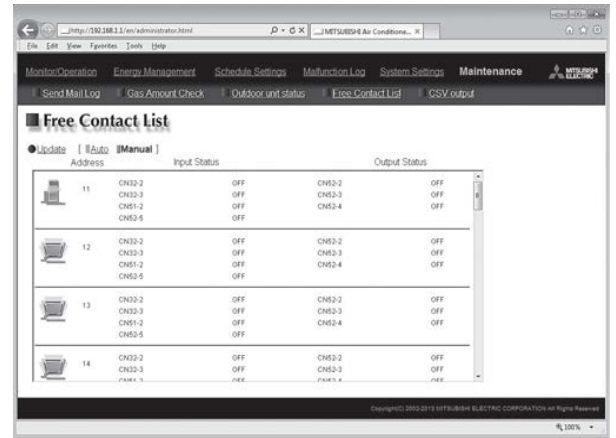 http://192.168.1.1/en/administrator.html
MITSUBISHI Air Conditione...
File Edit View Favorites Tools Help
Monitor/Operation Energy Management Schedule Settings Malfunction Log System Settings Maintenance MITSUBISHI ELECTRIC
Send Mail Log Gas Amount Check Outdoor unit status Free Contact List CSV output
Free Contact List
Update [ Auto Manual ]
Address Input Status Output Status
11 CN32-2 OFF CN52-2 OFF
CN32-3 OFF CN52-3 OFF
CN51-2 OFF CN52-4 OFF
CN52-5 OFF
12 CN32-2 OFF CN52-2 OFF
CN32-3 OFF CN52-3 OFF
CN51-2 OFF CN52-4 OFF
CN52-5 OFF
13 CN32-2 OFF CN52-2 OFF
CN32-3 OFF CN52-3 OFF
CN51-2 OFF CN52-4 OFF
CN52-5 OFF
14 CN32-2 OFF CN52-2 OFF
CN32-3 OFF CN52-3 OFF
CN51-2 OFF CN52-4 OFF
Copyright(C) 2002-2013 MITSUBISHI ELECTRIC CORPORATION All Rights Reserved
100%